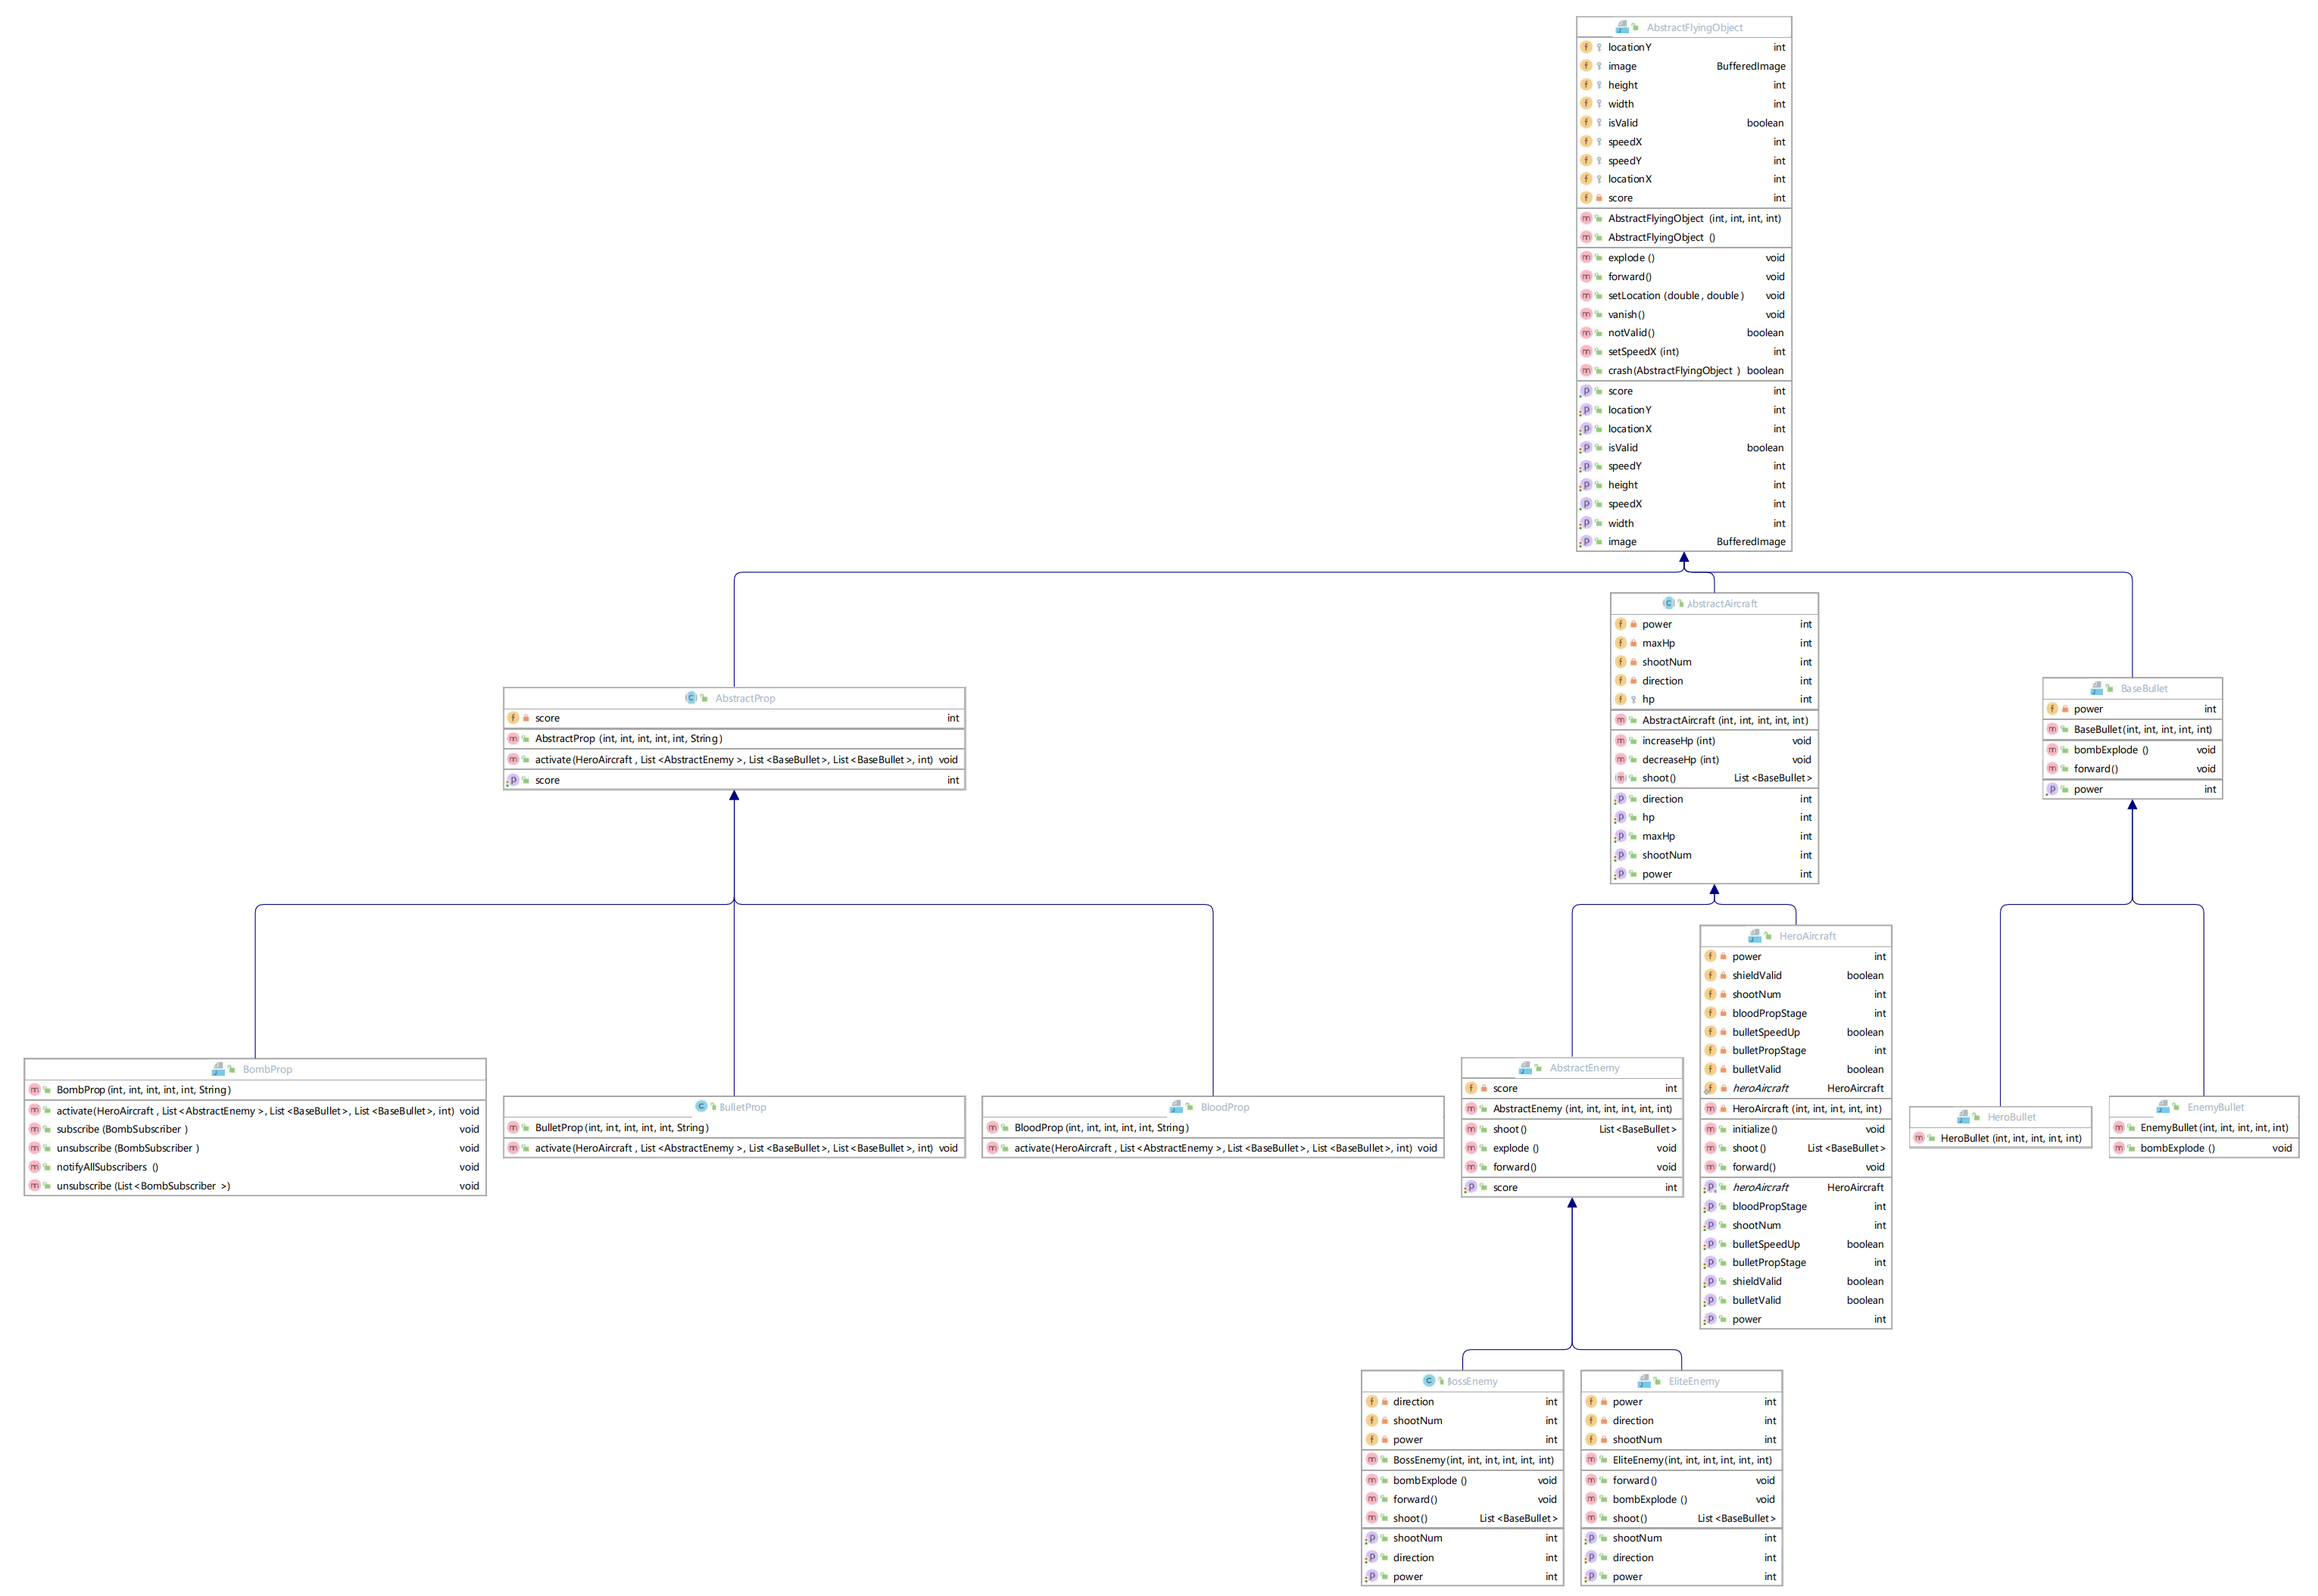 AbstractFlyingObject
locationY int
image BufferedImage
height int
width int
isValid boolean
speedX int
speedY int
locationX int
score int
AbstractFlyingObject (int, int, int, int)
AbstractFlyingObject ()
explode () void
forward() void
setLocation (double, double) void
vanish() void
notValid() boolean
setSpeedX (int) int
crash(AbstractFlyingObject ) boolean
score int
locationY int
locationX int
isValid boolean
speedY int
height int
speedX int
width int
image BufferedImage
AbstractProp
score int
AbstractProp (int, int, int, int, int, String)
activate(HeroAircraft , List <AbstractEnemy >, List <BaseBullet>, List <BaseBullet>, int) void
score int
AbstractAircraft
power int
maxHp int
shootNum int
direction int
hp int
AbstractAircraft (int, int, int, int, int)
increaseHp (int) void
decreaseHp (int) void
shoot() List <BaseBullet>
direction int
hp int
maxHp int
shootNum int
power int
BaseBullet
power int
BaseBullet(int, int, int, int, int)
bombExplode () void
forward() void
power int
BombProp
BombProp (int, int, int, int, int, String)
activate(HeroAircraft , List <AbstractEnemy >, List <BaseBullet>, List <BaseBullet>, int) void
subscribe (BombSubscriber ) void
unsubscribe (BombSubscriber ) void
notifyAllSubscribers () void
unsubscribe (List <BombSubscriber >) void
BulletProp
BulletProp (int, int, int, int, int, String)
activate(HeroAircraft , List <AbstractEnemy >, List <BaseBullet>, List <BaseBullet>, int) void
BloodProp
BloodProp (int, int, int, int, int, String)
activate(HeroAircraft , List <AbstractEnemy >, List <BaseBullet>, List <BaseBullet>, int) void
AbstractEnemy
score int
AbstractEnemy (int, int, int, int, int, int)
shoot() List <BaseBullet>
explode () void
forward() void
score int
HeroAircraft
power int
shieldValid boolean
shootNum int
bloodPropStage int
bulletSpeedUp boolean
bulletPropStage int
bulletValid boolean
heroAircraft HeroAircraft
HeroAircraft (int, int, int, int, int)
initialize() void
shoot() List <BaseBullet>
forward() void
heroAircraft HeroAircraft
bloodPropStage int
shootNum int
bulletSpeedUp boolean
bulletPropStage int
shieldValid boolean
bulletValid boolean
power int
HeroBullet
HeroBullet (int, int, int, int, int)
EnemyBullet
EnemyBullet (int, int, int, int, int)
bombExplode () void
BossEnemy
direction int
shootNum int
power int
BossEnemy(int, int, int, int, int, int)
bombExplode () void
forward() void
shoot() List <BaseBullet>
shootNum int
direction int
power int
EliteEnemy
power int
direction int
shootNum int
EliteEnemy (int, int, int, int, int, int)
forward() void
bombExplode () void
shoot() List <BaseBullet>
shootNum int
direction int
power int